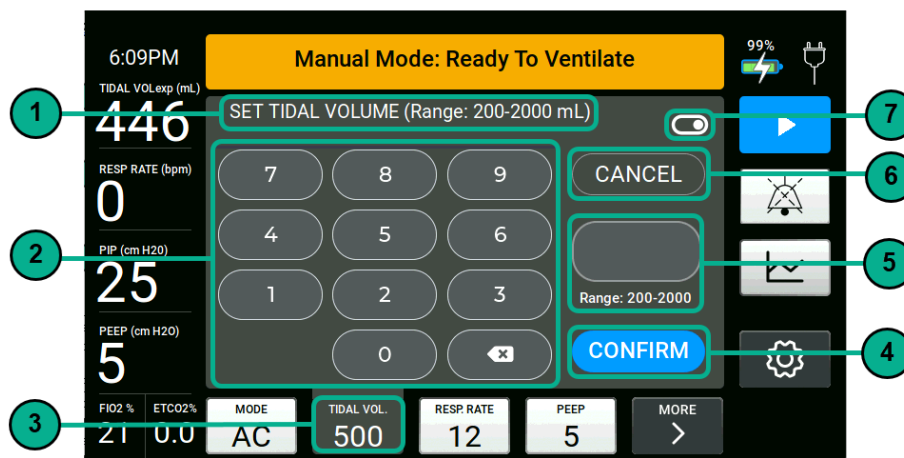 6:09PM
Manual Mode: Ready To Ventilate
99%
TIDAL VOLexp (mL)
446
RESP RATE (bpm)
0
PIP (cm H20)
25
PEEP (cm H2O)
5
FIO2 %
21
ETCO2%
0.0
1
SET TIDAL VOLUME (Range: 200-2000 mL)
7
2
7 8 9
4 5 6
1 2 3
0
CANCEL
6
Range: 200-2000
5
CONFIRM
4
3
MODE
AC
TIDAL VOL.
500
RESP. RATE
12
PEEP
5
MORE